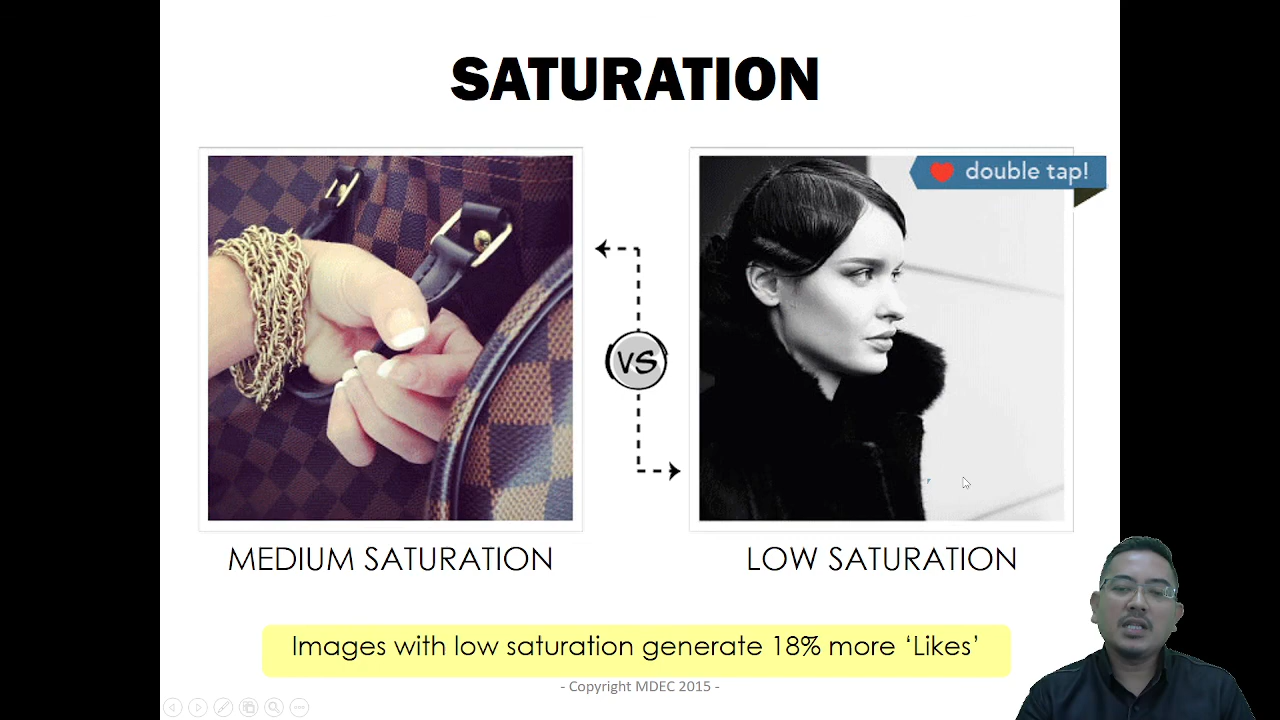 SATURATION
double tap!
VS
MEDIUM SATURATION
LOW SATURATION
Images with low saturation generate 18% more ‘Likes’
- Copyright MDEC 2015 -